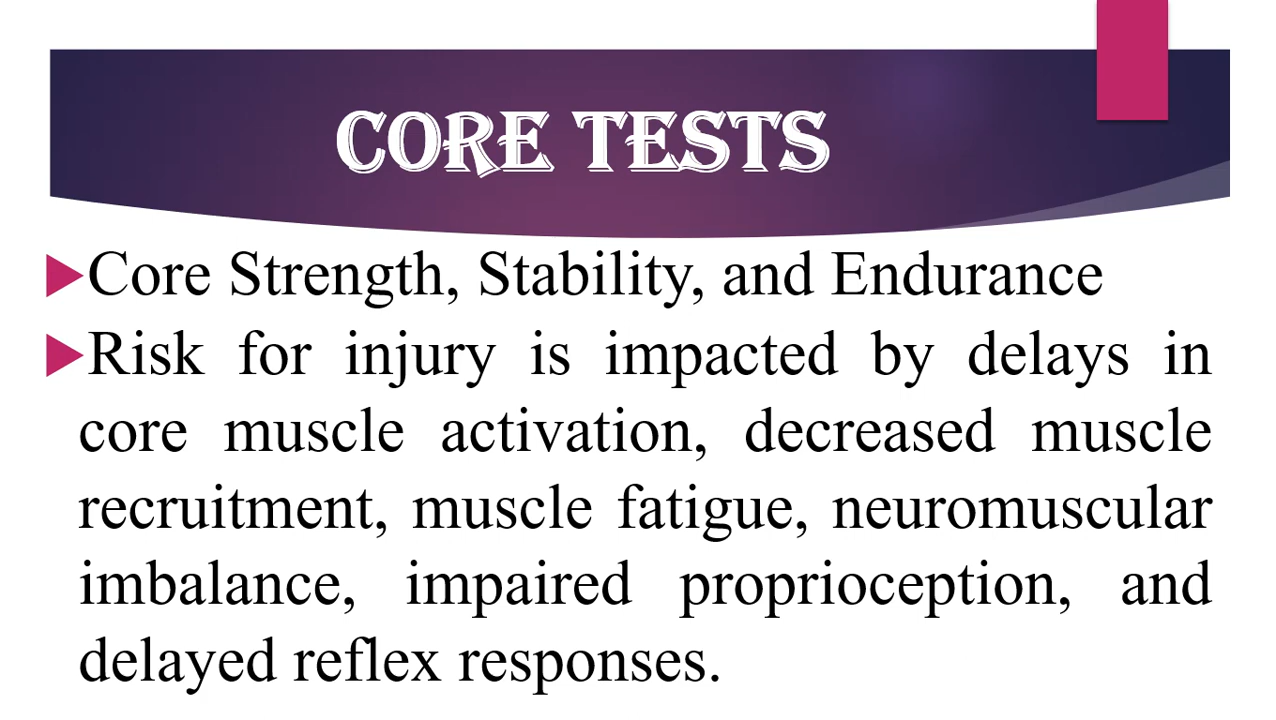 CORE TESTS
Core Strength, Stability, and Endurance
Risk for injury is impacted by delays in
core muscle activation, decreased muscle
recruitment, muscle fatigue, neuromuscular
imbalance, impaired proprioception, and
delayed reflex responses.